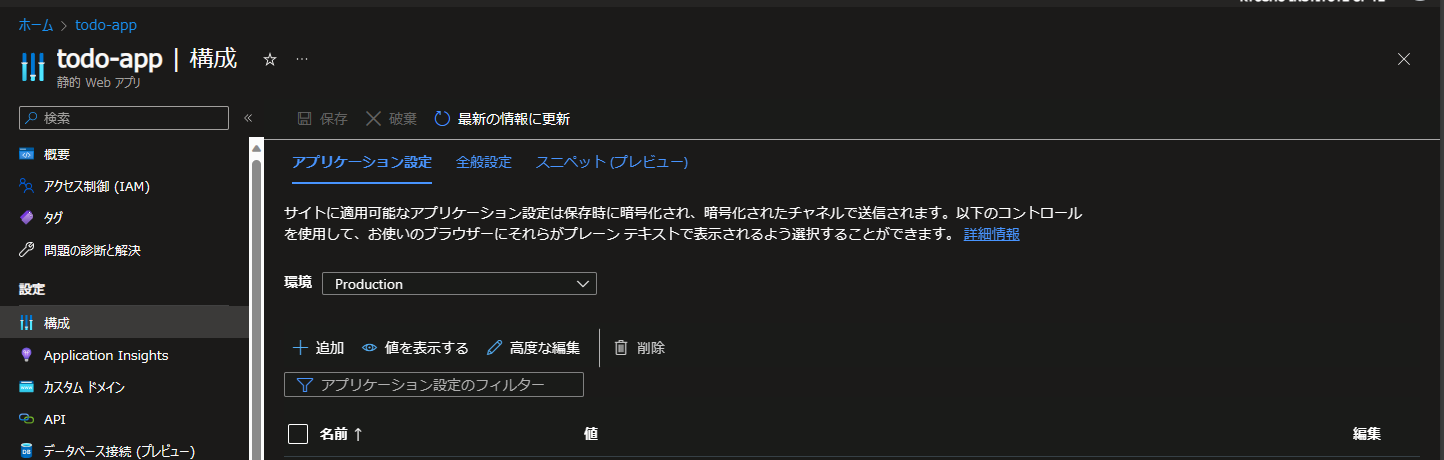 ホーム > todo-app
todo-app | 構成
静的 Web アプリ
検索
概要
アクセス制御 (IAM)
タグ
問題の診断と解決
設定
構成
Application Insights
カスタム ドメイン
API
データベース接続 (プレビュー)
保存 破棄 最新の情報に更新
アプリケーション設定 全般設定 スニペット (プレビュー)
サイトに適用可能なアプリケーション設定は保存時に暗号化され、暗号化されたチャネルで送信されます。以下のコントロール
を使用して、お使いのブラウザーにそれらがプレーン テキストで表示されるよう選択することができます。 詳細情報
環境 Production
追加 値を表示する 高度な編集 削除
アプリケーション設定のフィルター
名前 ↑ 値 編集